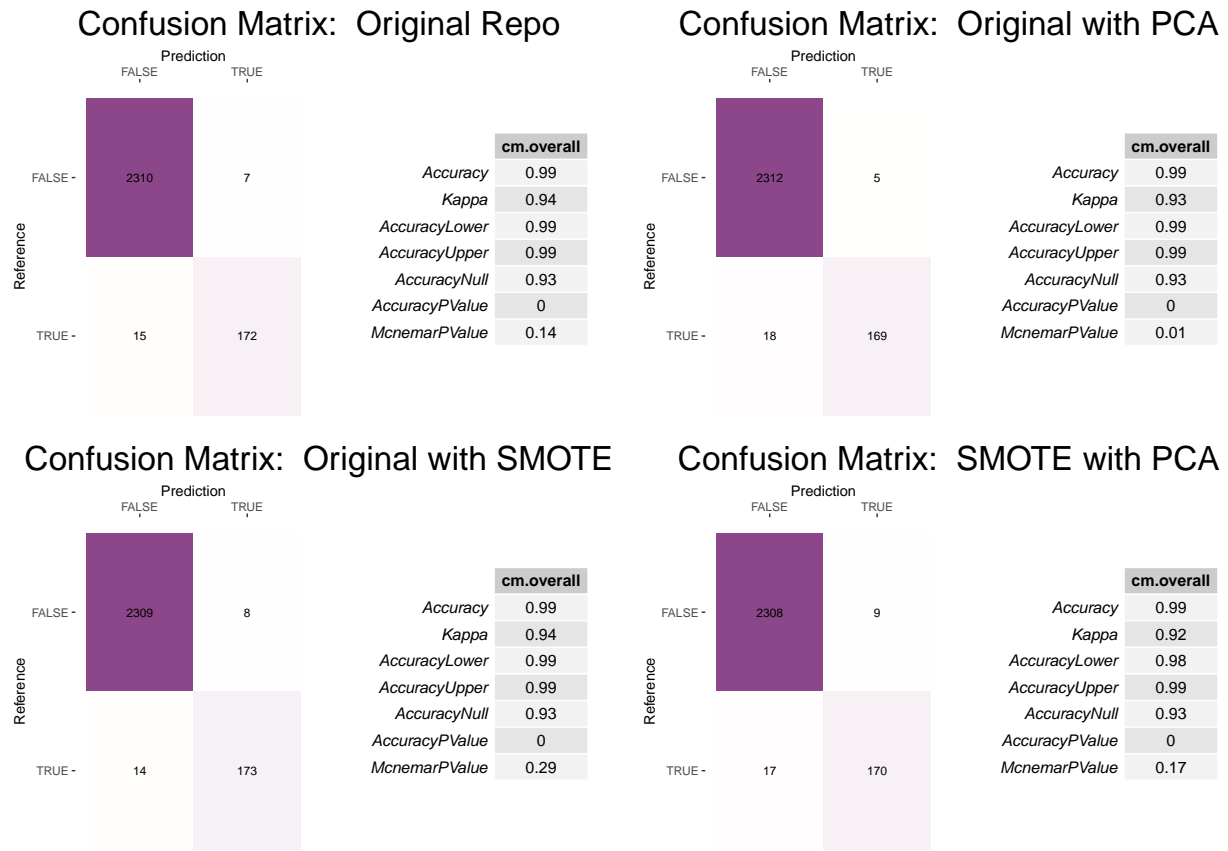 Confusion Matrix:  Original Repo
Prediction
FALSE TRUE
Reference
FALSE - 2310 7
TRUE - 15 172
cm.overall
Accuracy 0.99
Kappa 0.94
AccuracyLower 0.99
AccuracyUpper 0.99
AccuracyNull 0.93
AccuracyPValue 0
McnemarPValue 0.14
Confusion Matrix:  Original with PCA
Prediction
FALSE TRUE
Reference
FALSE - 2312 5
TRUE - 18 169
cm.overall
Accuracy 0.99
Kappa 0.93
AccuracyLower 0.99
AccuracyUpper 0.99
AccuracyNull 0.93
AccuracyPValue 0
McnemarPValue 0.01
Confusion Matrix:  Original with SMOTE
Prediction
FALSE TRUE
Reference
FALSE - 2309 8
TRUE - 14 173
cm.overall
Accuracy 0.99
Kappa 0.94
AccuracyLower 0.99
AccuracyUpper 0.99
AccuracyNull 0.93
AccuracyPValue 0
McnemarPValue 0.29
Confusion Matrix:  SMOTE with PCA
Prediction
FALSE TRUE
Reference
FALSE - 2308 9
TRUE - 17 170
cm.overall
Accuracy 0.99
Kappa 0.92
AccuracyLower 0.98
AccuracyUpper 0.99
AccuracyNull 0.93
AccuracyPValue 0
McnemarPValue 0.17